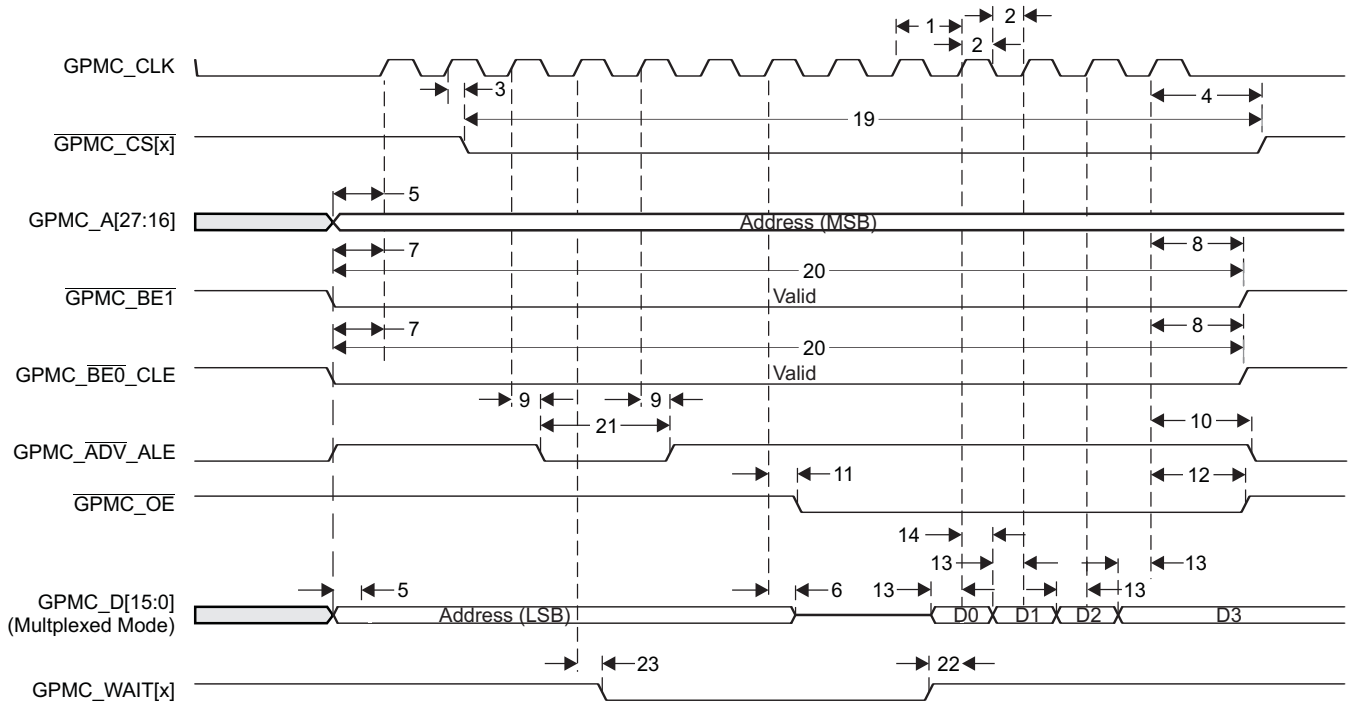 1
2
2
GPMC_CLK
3
4
19
GPMC_CS[x]
5
GPMC_A[27:16]
Address (MSB)
7
8
20
GPMC_BE1
Valid
7
8
20
GPMC_BE0_CLE
Valid
9
9
21
10
GPMC_ADV_ALE
11
12
GPMC_OE
14
13
13
5
6
13
13
GPMC_D[15:0]
(Multplexed Mode)
Address (LSB)
D0
D1
D2
D3
23
22
GPMC_WAIT[x]